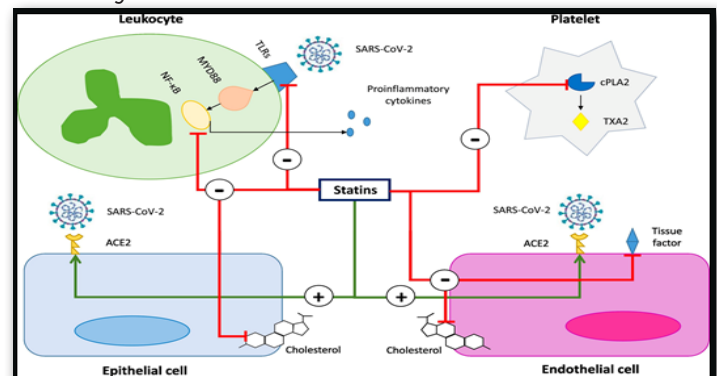 Leukocyte
Platelet
TLRs
SARS-CoV-2
MYD88
NF-κB
Proinflammatory
cytokines
cPLA2
TXA2
-
-
-
Statins
SARS-CoV-2
ACE2
SARS-CoV-2
ACE2
Tissue
factor
-
+
+
Cholesterol
Cholesterol
Epithelial cell
Endothelial cell